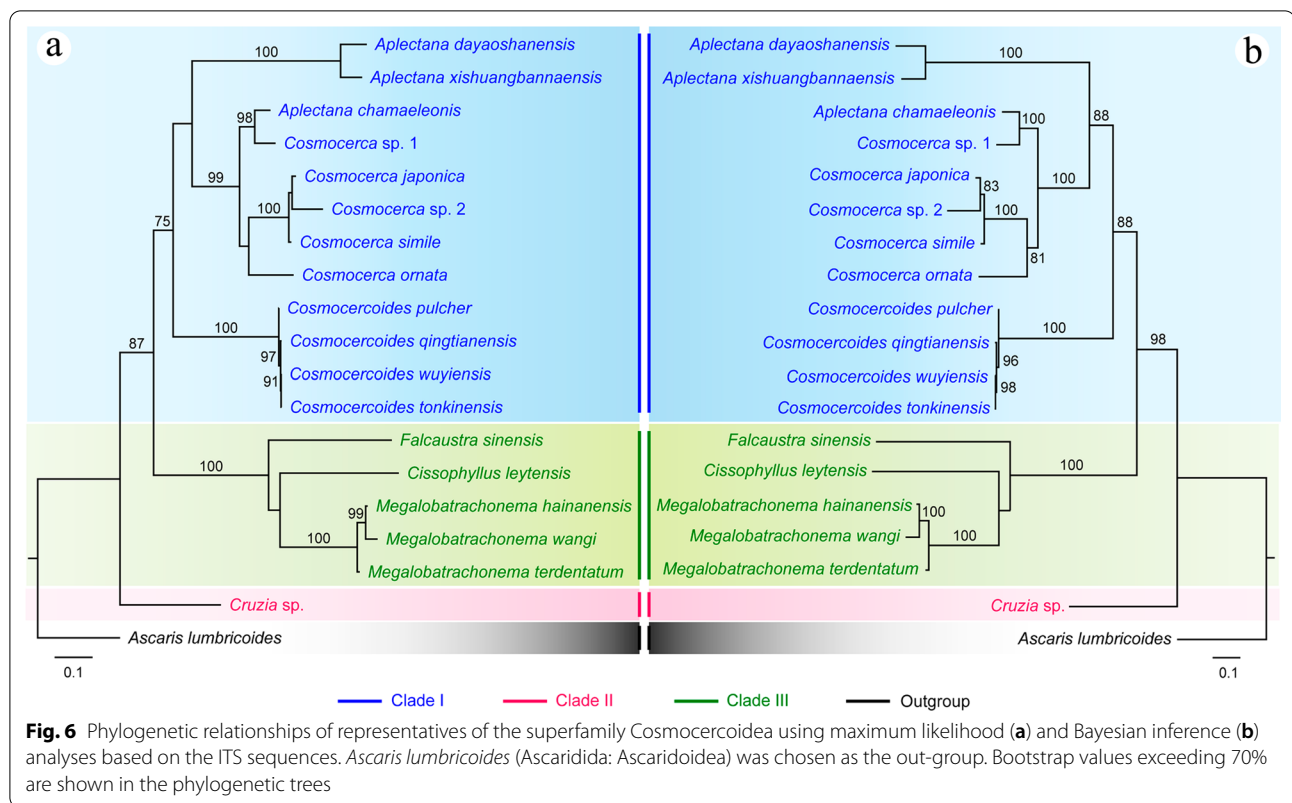 a
b
100
Aplectana dayaoshanensis
Aplectana xishuangbannaensis
98
Aplectana chamaeleonis
Cosmocerca sp. 1
99
Cosmocerca japonica
100
Cosmocerca sp. 2
Cosmocerca simile
75
Cosmocerca ornata
Cosmocercoides pulcher
100
Cosmocercoides qingtianensis
97
87
Cosmocercoides wuyiensis
91
Cosmocercoides tonkinensis
Falcaustra sinensis
100
Cissophyllus leytensis
Megalobatrachonema hainanensis
99
100
Megalobatrachonema wangi
Megalobatrachonema terdentatum
Cruzia sp.
Ascaris lumbricoides
0.1
Aplectana dayaoshanensis
100
Aplectana xishuangbannaensis
Aplectana chamaeleonis
100
88
Cosmocerca sp. 1
Cosmocerca japonica
83
100
Cosmocerca sp. 2
100
88
Cosmocerca simile
81
Cosmocerca ornata
Cosmocercoides pulcher
100
98
Cosmocercoides qingtianensis
96
Cosmocercoides wuyiensis
98
Cosmocercoides tonkinensis
Falcaustra sinensis
100
Cissophyllus leytensis
Megalobatrachonema hainanensis
100
100
Megalobatrachonema wangi
Megalobatrachonema terdentatum
Cruzia sp.
Ascaris lumbricoides
0.1
Clade I Clade II Clade III Outgroup
Fig. 6 Phylogenetic relationships of representatives of the superfamily Cosmocercoidea using maximum likelihood (a) and Bayesian inference (b)
analyses based on the ITS sequences. Ascaris lumbricoides (Ascaridida: Ascaridoidea) was chosen as the out-group. Bootstrap values exceeding 70%
are shown in the phylogenetic trees